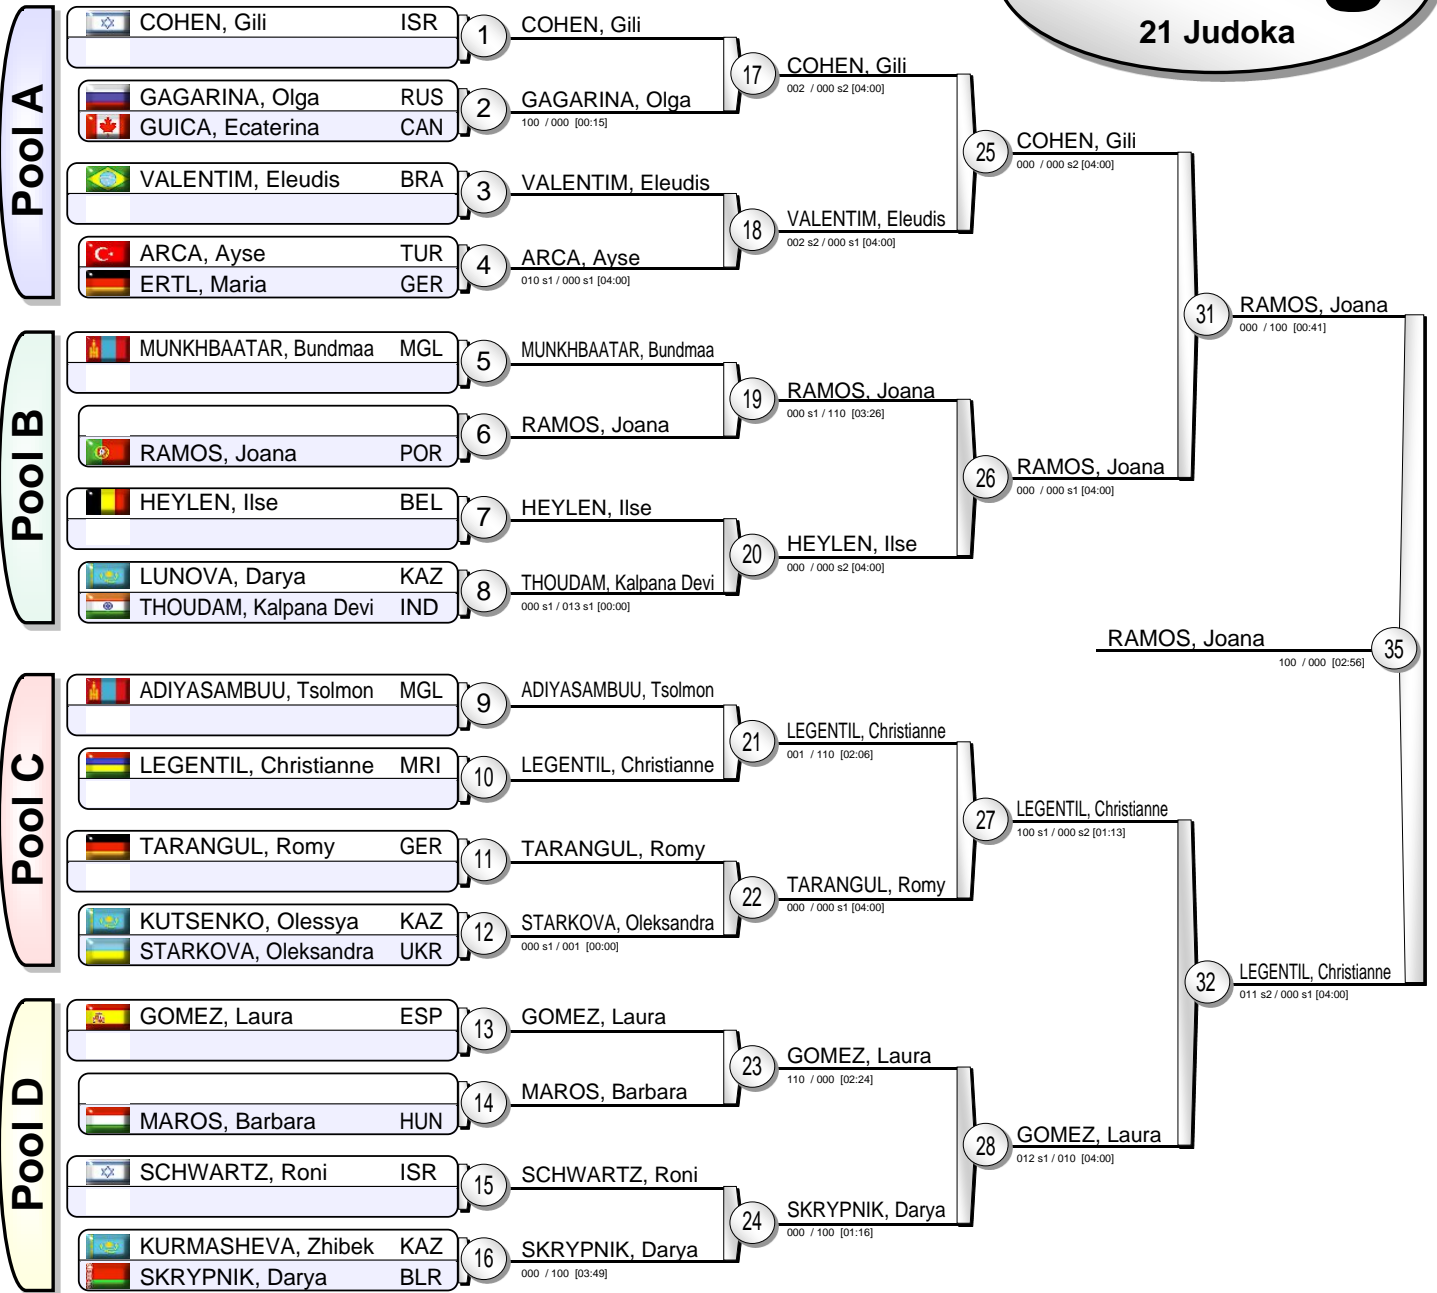 21 Judoka
Pool A
COHEN, Gili ISR
1
GAGARINA, Olga RUS
GUICA, Ecaterina CAN
2
VALENTIM, Eleudis BRA
3
ARCA, Ayse TUR
ERTL, Maria GER
4
Pool B
MUNKHBAATAR, Bundmaa MGL
5
RAMOS, Joana POR
6
HEYLEN, Ilse BEL
7
LUNOVA, Darya KAZ
THOUDAM, Kalpana Devi IND
8
Pool C
ADIYASAMBUU, Tsolmon MGL
9
LEGENTIL, Christianne MRI
10
TARANGUL, Romy GER
11
KUTSENKO, Olessya KAZ
STARKOVA, Oleksandra UKR
12
Pool D
GOMEZ, Laura ESP
13
MAROS, Barbara HUN
14
SCHWARTZ, Roni ISR
15
KURMASHEVA, Zhibek KAZ
SKRYPNIK, Darya BLR
16
COHEN, Gili
GAGARINA, Olga
100 / 000 [00:15]
17
VALENTIM, Eleudis
ARCA, Ayse
010 s1 / 000 s1 [04:00]
18
MUNKHBAATAR, Bundmaa
RAMOS, Joana
19
HEYLEN, Ilse
THOUDAM, Kalpana Devi
000 s1 / 013 s1 [00:00]
20
ADIYASAMBUU, Tsolmon
LEGENTIL, Christianne
21
TARANGUL, Romy
STARKOVA, Oleksandra
000 s1 / 001 [00:00]
22
GOMEZ, Laura
MAROS, Barbara
23
SCHWARTZ, Roni
SKRYPNIK, Darya
000 / 100 [03:49]
24
COHEN, Gili
002 / 000 s2 [04:00]
VALENTIM, Eleudis
002 s2 / 000 s1 [04:00]
25
RAMOS, Joana
000 s1 / 110 [03:26]
HEYLEN, Ilse
000 / 000 s2 [04:00]
26
LEGENTIL, Christianne
001 / 110 [02:06]
TARANGUL, Romy
000 / 000 s1 [04:00]
27
GOMEZ, Laura
110 / 000 [02:24]
SKRYPNIK, Darya
000 / 100 [01:16]
28
COHEN, Gili
000 / 000 s2 [04:00]
RAMOS, Joana
000 / 000 s1 [04:00]
31
LEGENTIL, Christianne
100 s1 / 000 s2 [01:13]
GOMEZ, Laura
012 s1 / 010 [04:00]
32
RAMOS, Joana
000 / 100 [00:41]
LEGENTIL, Christianne
011 s2 / 000 s1 [04:00]
RAMOS, Joana
100 / 000 [02:56]
35